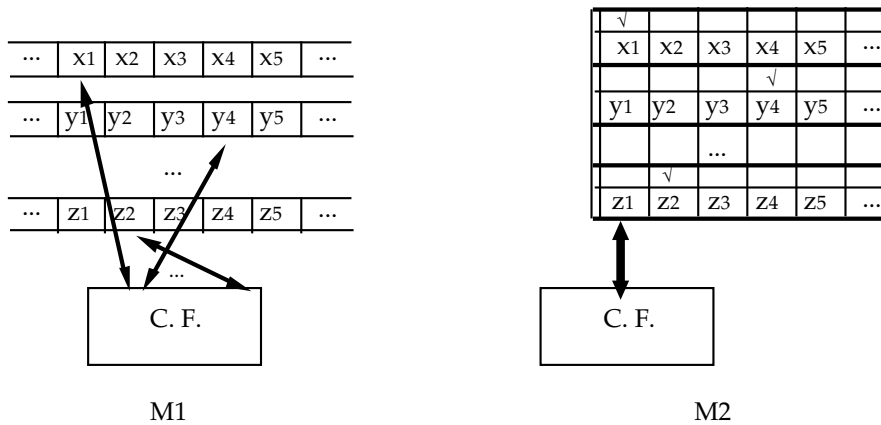 ... x1 x2 x3 x4 x5 ...
... y1 y2 y3 y4 y5 ...
...
... z1 z2 z3 z4 z5 ...
...
C. F.
M1
√
x1 x2 x3 x4 x5 ...
√
y1 y2 y3 y4 y5 ...
...
√
z1 z2 z3 z4 z5 ...
C. F.
M2